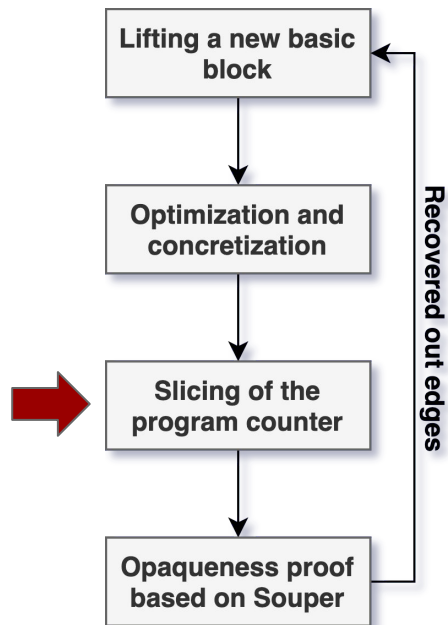 Lifting a new basic
block
Optimization and
concretization
Slicing of the
program counter
Opaqueness proof
based on Souper
Recovered out edges